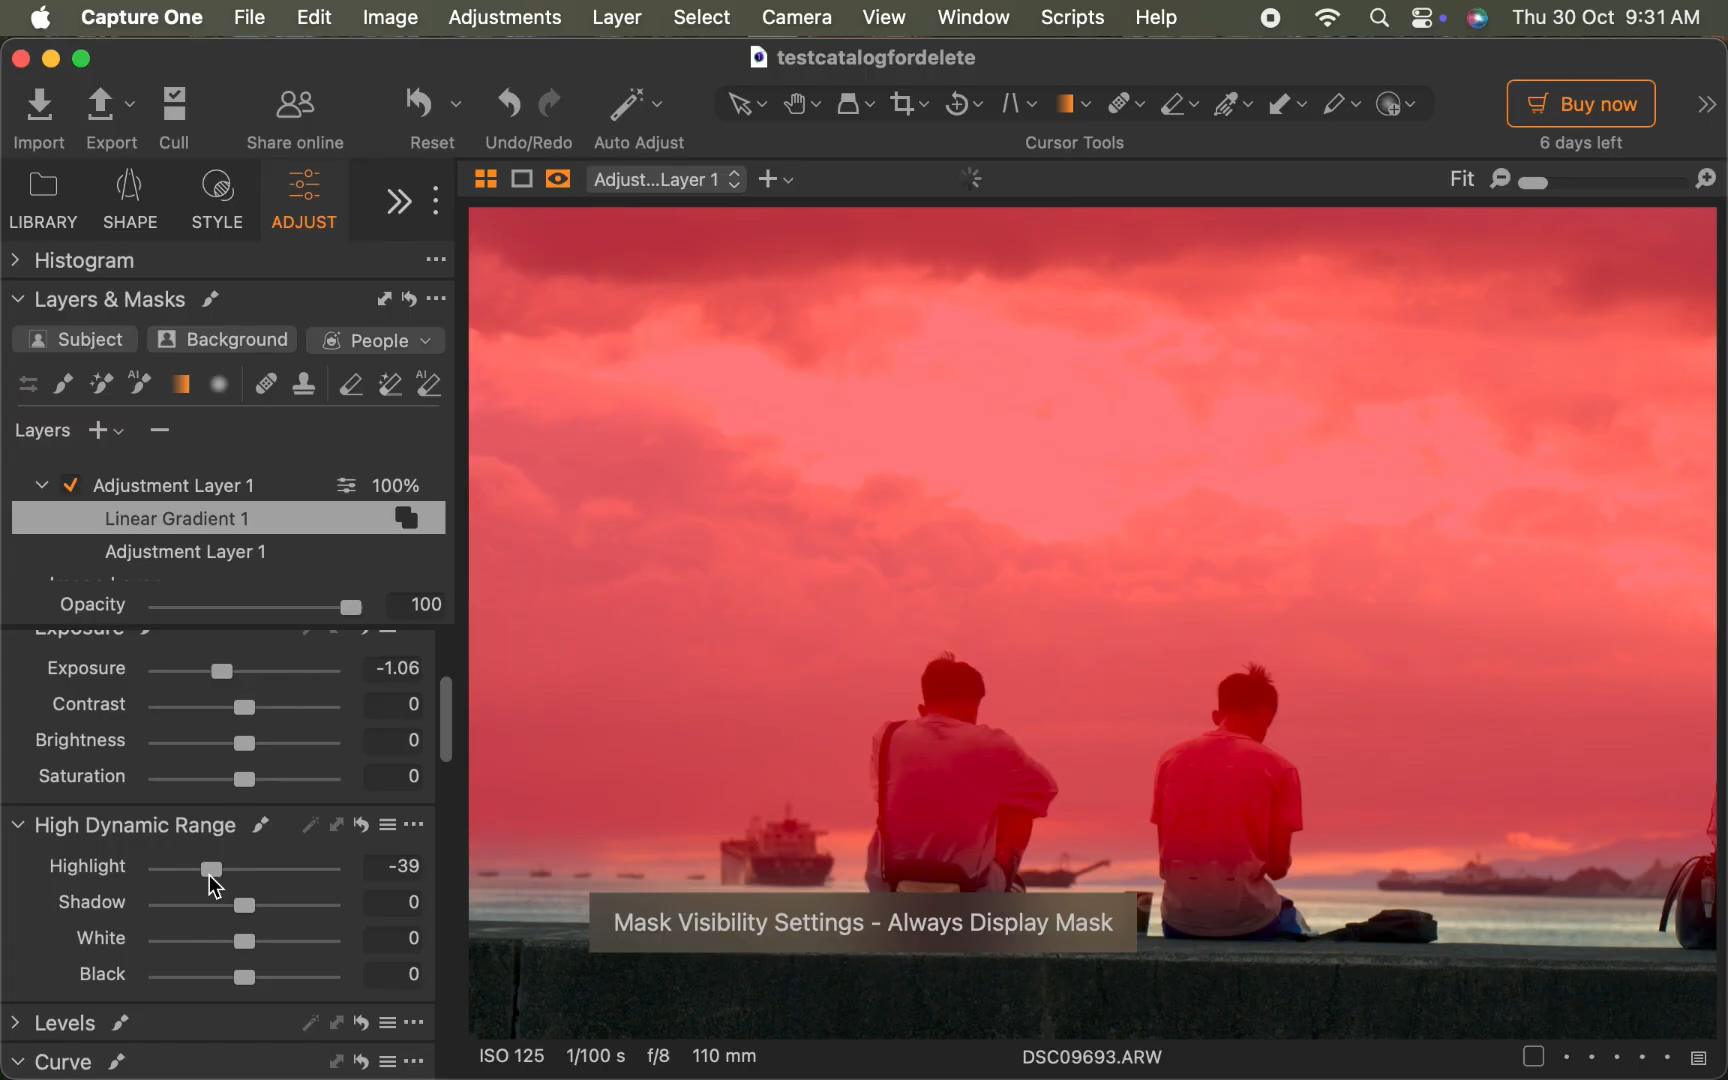 Capture One File Edit Image Adjustments Layer Select Camera View Window Scripts Help Thu 30 Oct 9:31 AM
testcatalogfordelete
Import Export Cull Share online Reset Undo/Redo Auto Adjust Cursor Tools Buy now
6 days left
LIBRARY SHAPE STYLE ADJUST
Adjust...Layer 1 Fit
Histogram
Layers & Masks
Subject Background People
AI AI
Layers
Adjustment Layer 1 100%
Linear Gradient 1
Adjustment Layer 1
Opacity 100
Exposure
Exposure -1.06
Contrast 0
Brightness 0
Saturation 0
High Dynamic Range
Highlight -39
Shadow 0
White 0
Black 0
Levels
Curve
Mask Visibility Settings - Always Display Mask
ISO 125 1/100 s f/8 110 mm DSC09693.ARW